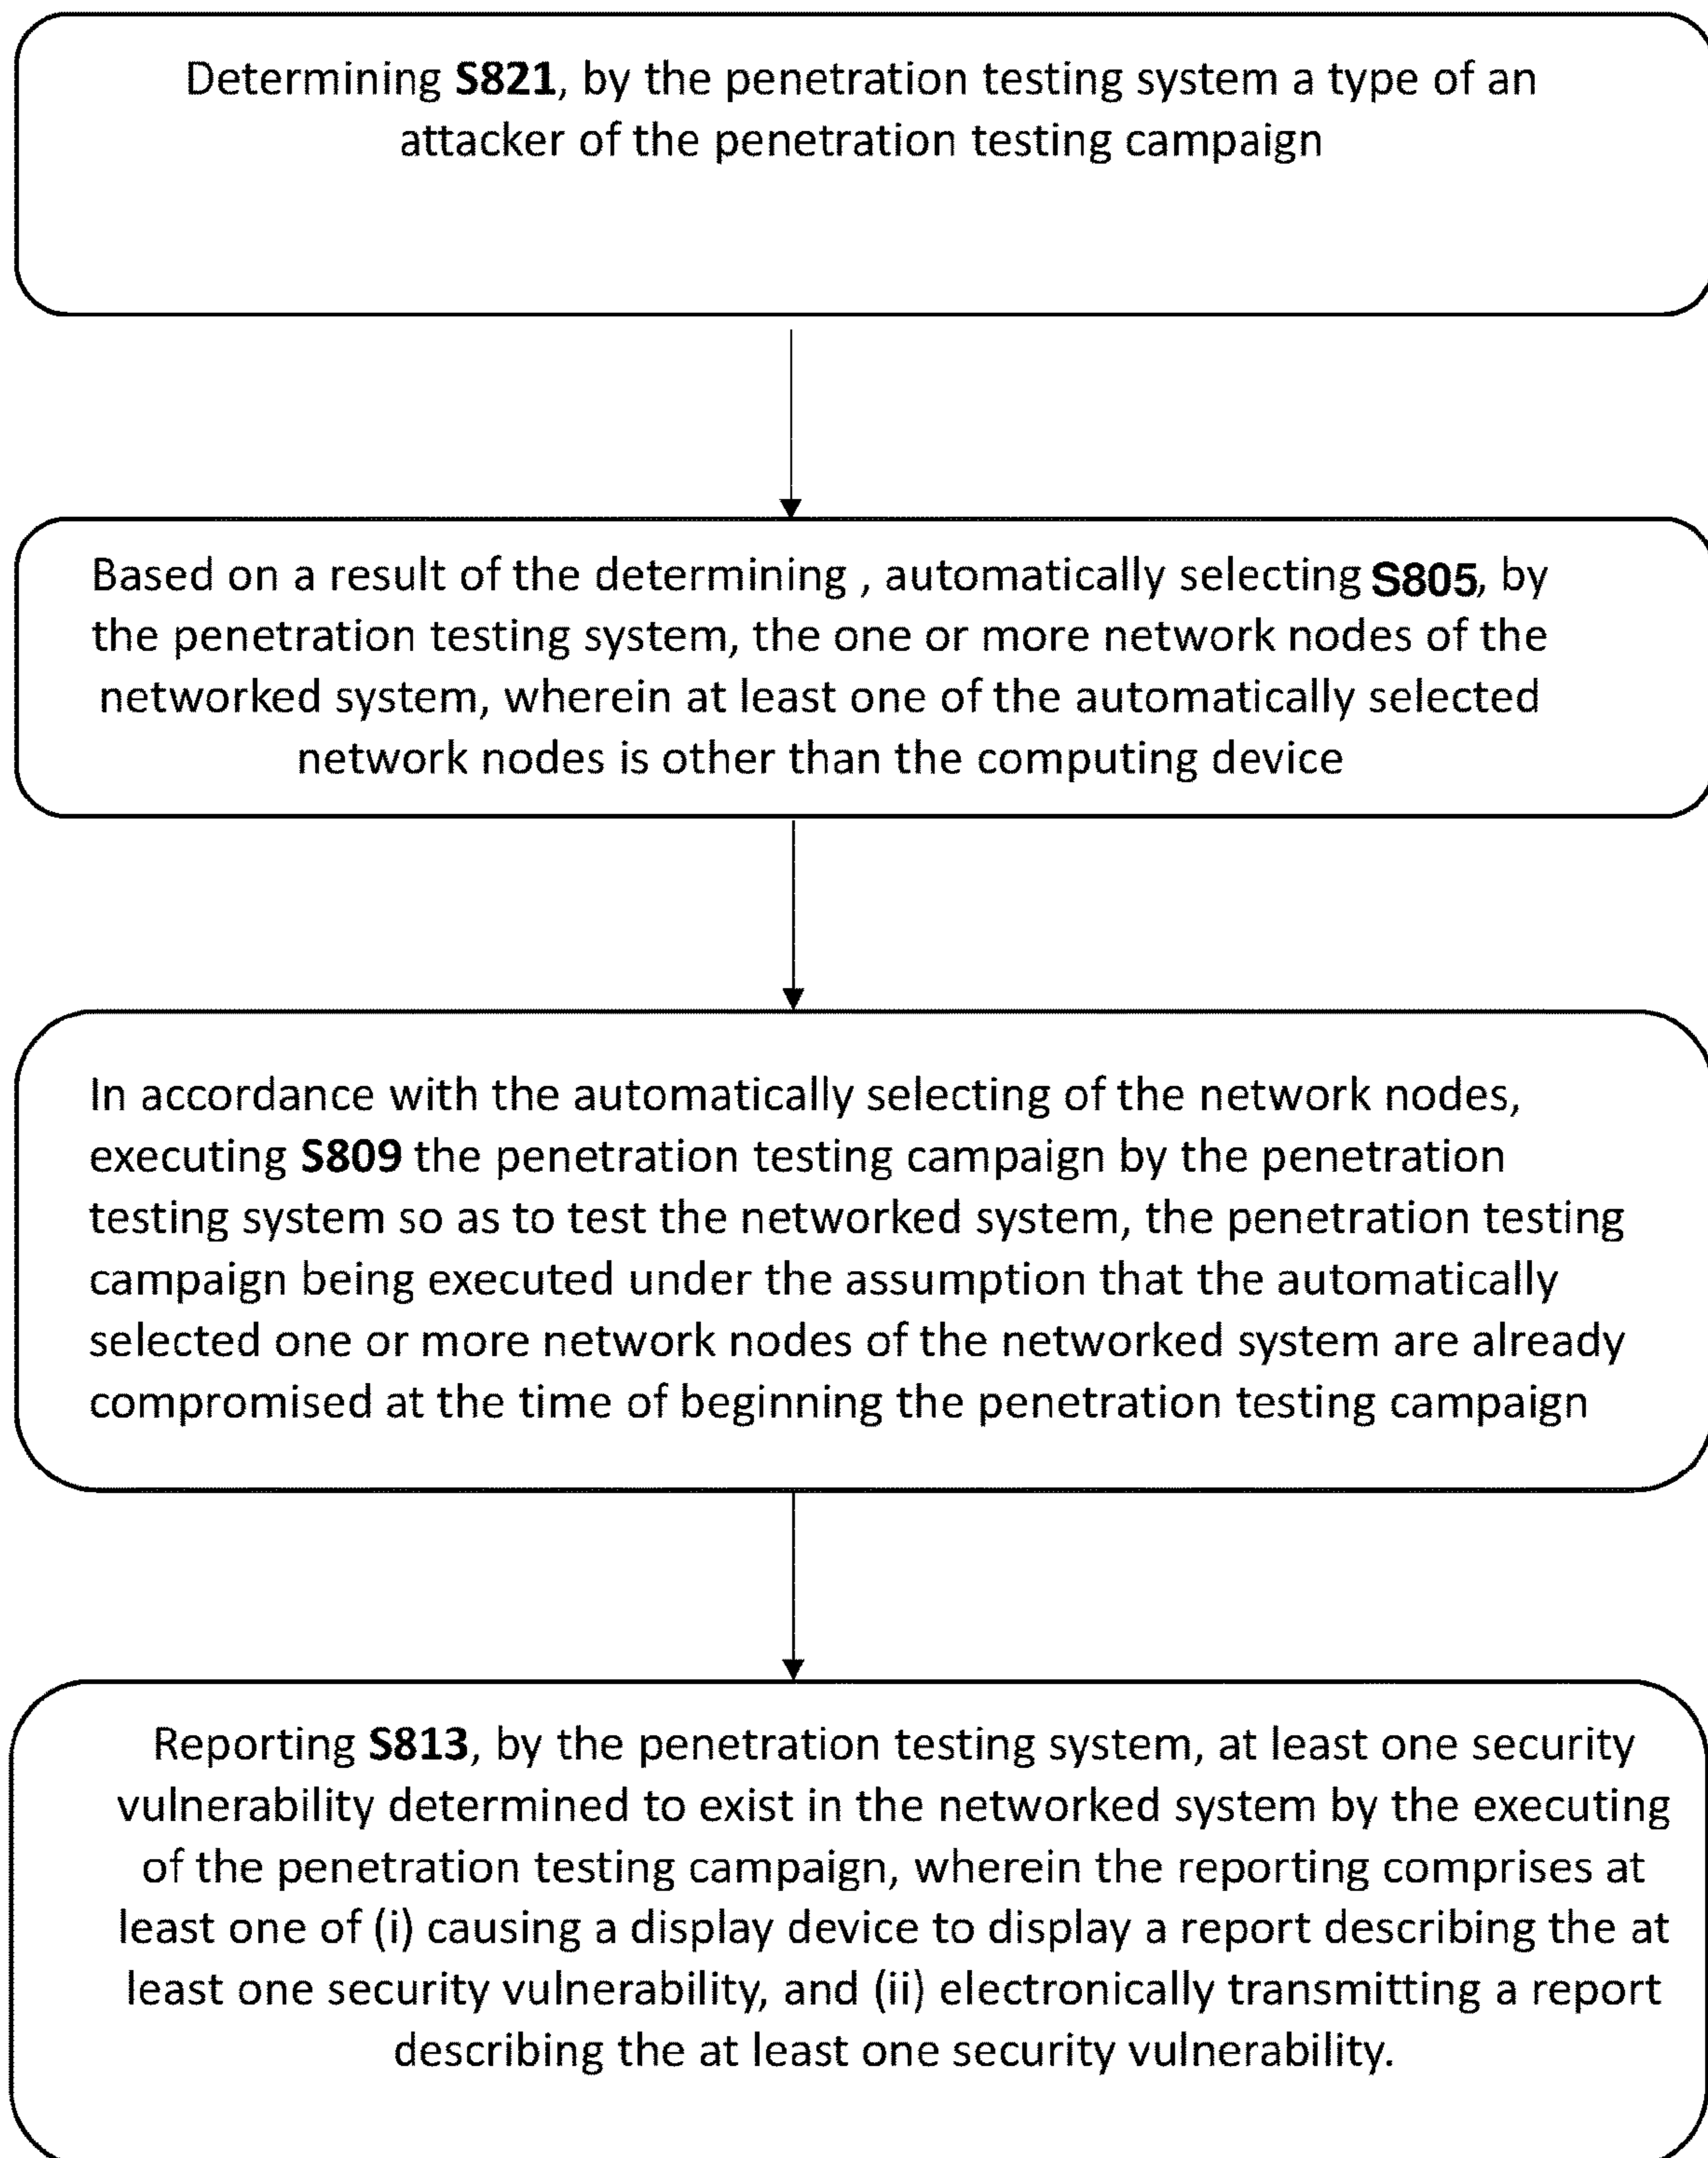 Determining S821, by the penetration testing system a type of an
attacker of the penetration testing campaign
Based on a result of the determining , automatically selecting S805, by
the penetration testing system, the one or more network nodes of the
networked system, wherein at least one of the automatically selected
network nodes is other than the computing device
In accordance with the automatically selecting of the network nodes,
executing S809 the penetration testing campaign by the penetration
testing system so as to test the networked system, the penetration testing
campaign being executed under the assumption that the automatically
selected one or more network nodes of the networked system are already
compromised at the time of beginning the penetration testing campaign
Reporting S813, by the penetration testing system, at least one security
vulnerability determined to exist in the networked system by the executing
of the penetration testing campaign, wherein the reporting comprises at
least one of (i) causing a display device to display a report describing the at
least one security vulnerability, and (ii) electronically transmitting a report
describing the at least one security vulnerability.